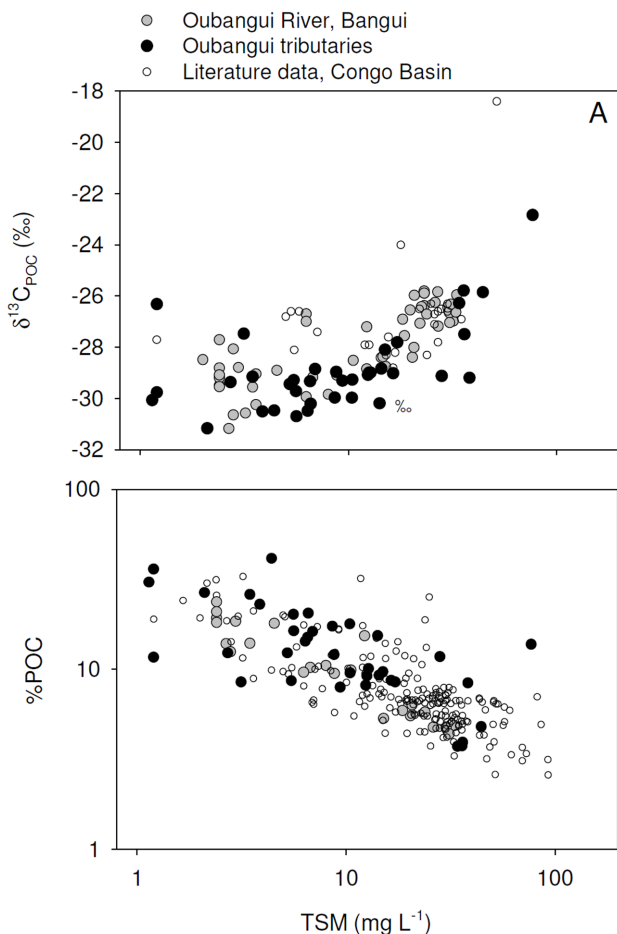 Oubangui River, Bangui
Oubangui tributaries
Literature data, Congo Basin
A
-18
-20
-22
-24
-26
-28
-30
-32
δ¹³C_POC (‰)
‰
100
10
1
%POC
1
10
100
TSM (mg L⁻¹)